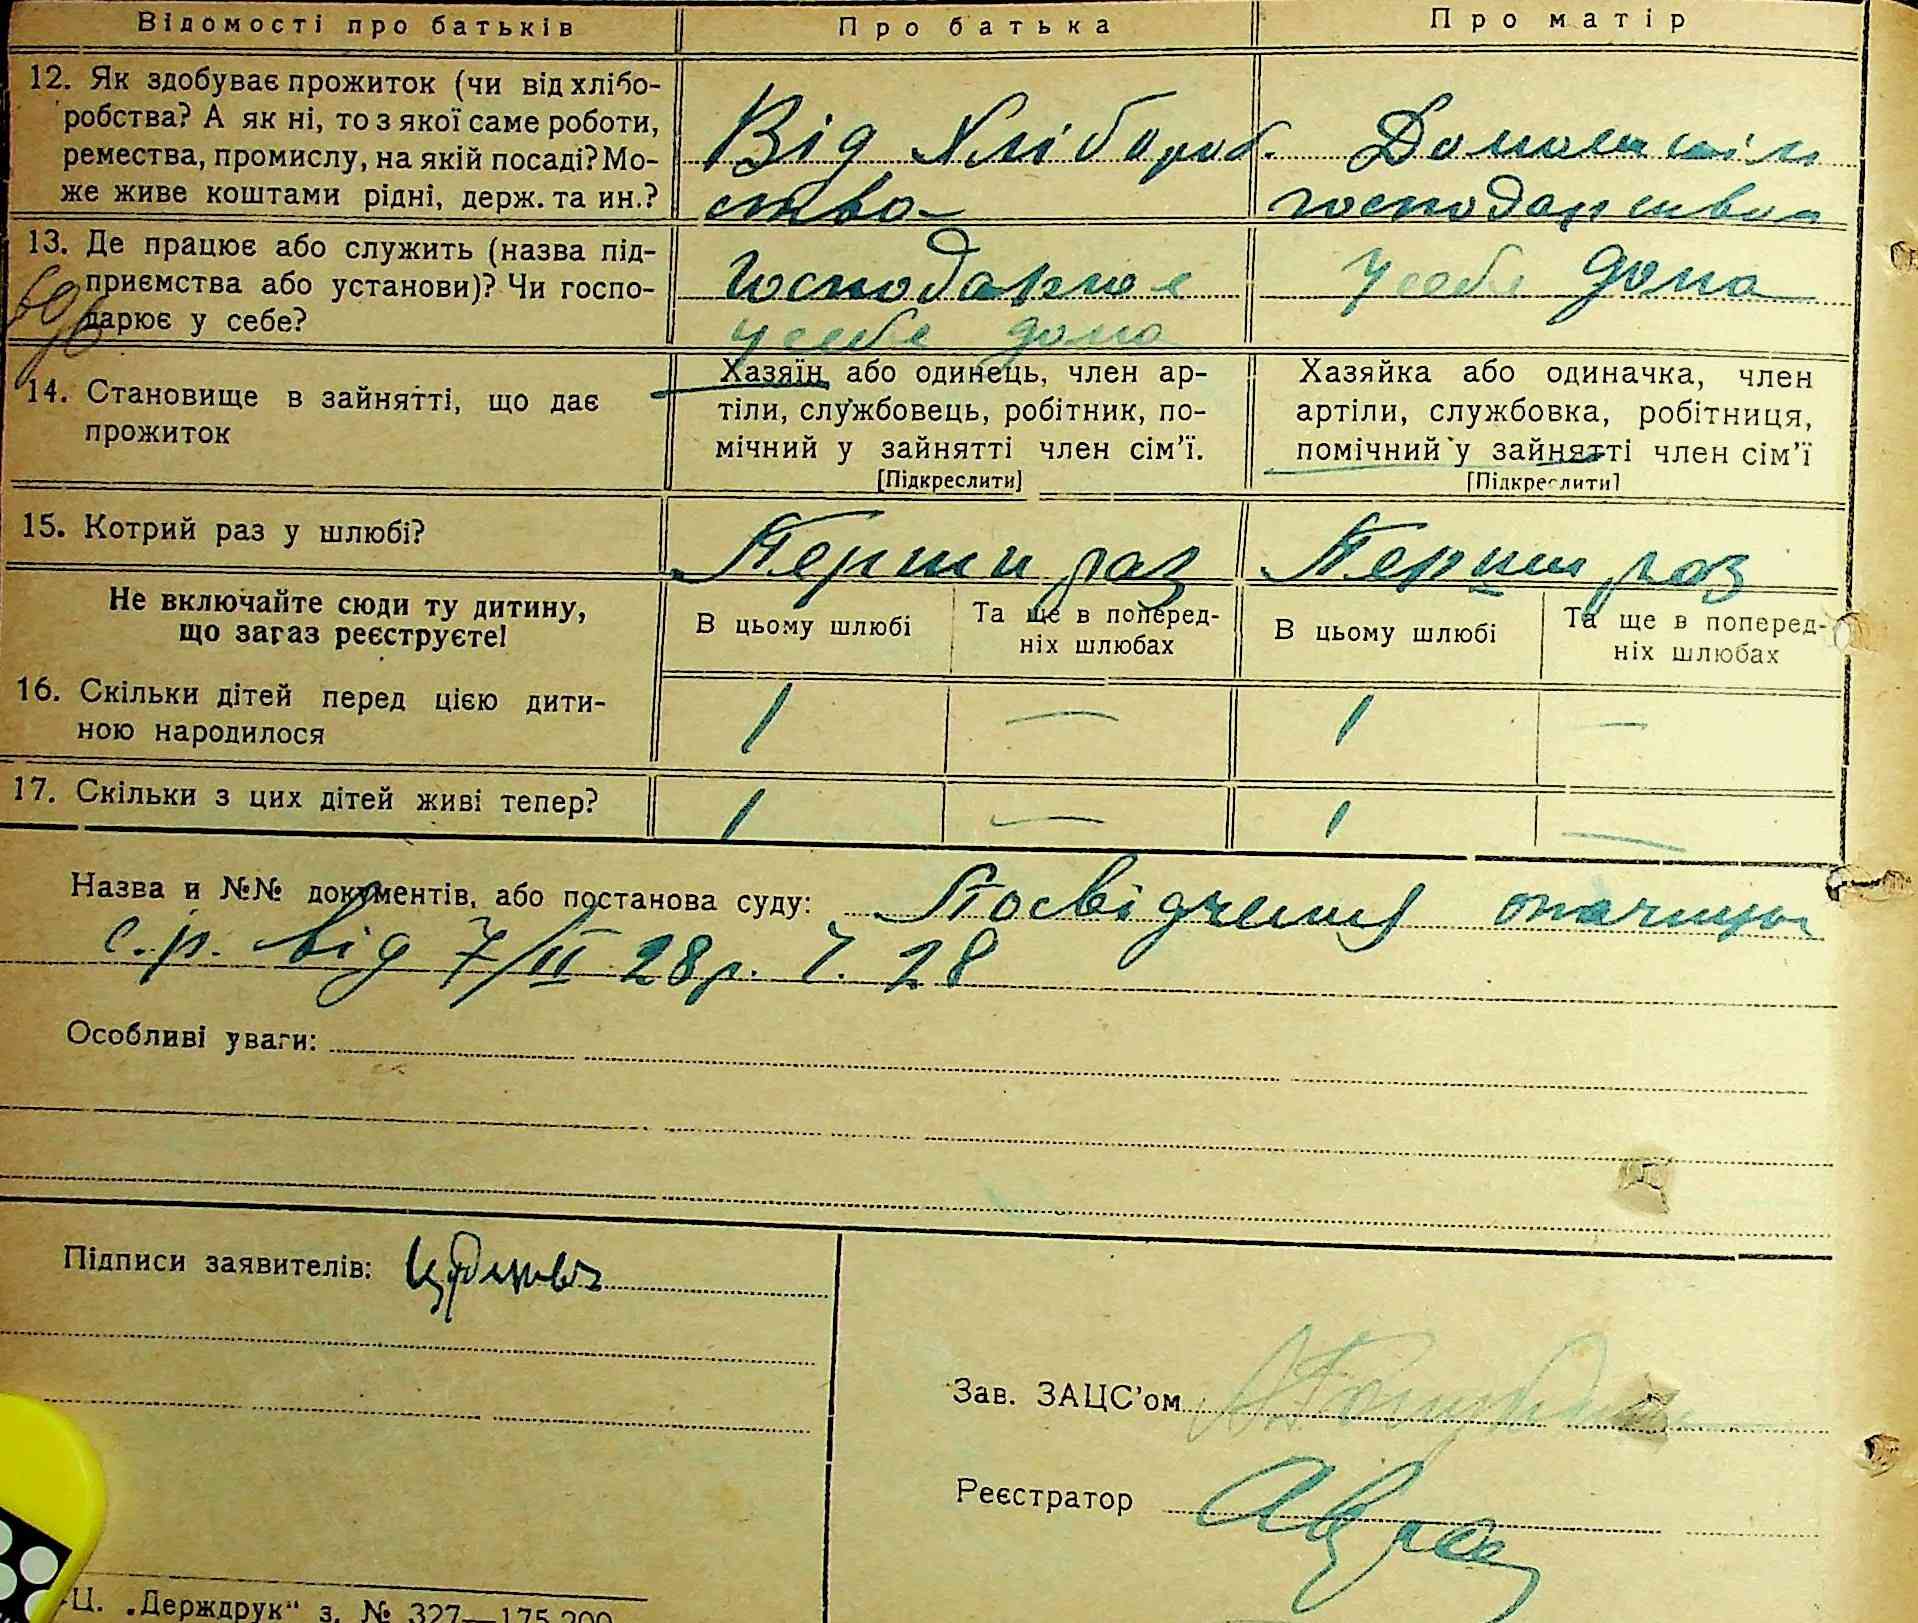 Відомості про батьків
Про батька
Про матір
12. Як здобуває прожиток (чи від хлібо-
робства? А як ні, то з якої саме роботи,
ремества, промислу, на якій посаді? Мо-
же живе коштами рідні, держ. та ин.?
Від хлібороб.
ства
Домашнім
господарством
13. Де працює або служить (назва під-
приємства або установи)? Чи госпо-
дарює у себе?
Господарює
у себе дома
У себе дома
14. Становище в зайнятті, що дає
прожиток
Хазяїн або одинець, член ар-
тіли, службовець, робітник, по-
мічний у зайнятті член сім'ї.
[Підкреслити]
Хазяйка або одиначка, член
артіли, службовка, робітниця,
помічний у зайнятті член сім'ї
[Підкреслити]
15. Котрий раз у шлюбі?
Перши раз
Перши раз
Не включайте сюди ту дитину,
що загаз реєструєте!
В цьому шлюбі
Та ще в поперед-
ніх шлюбах
В цьому шлюбі
Та ще в поперед-
ніх шлюбах
16. Скільки дітей перед цією дити-
ною народилося
1 — 1 —
17. Скільки з цих дітей живі тепер?
1 — 1 —
Назва и №№ документів, або постанова суду: Посвідчення
с.р. від 7/II 28р. Ч. 28
Особливі уваги:
Підписи заявителів:
Зав. ЗАЦС'ом
Реєстратор
Ц. „Держдрук" з. № 327—175.200